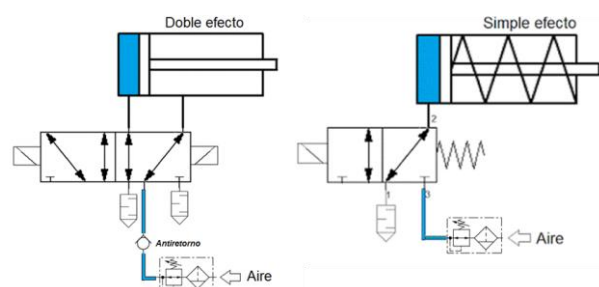 Doble efecto
Simple efecto
2
1
3
Antiretorno
Aire
Aire